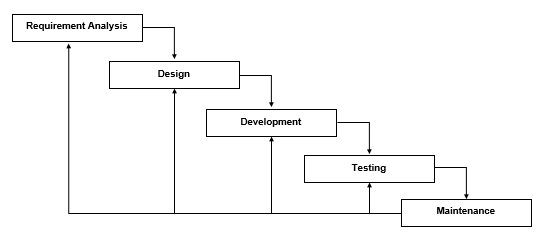 Requirement Analysis
Design
Development
Testing
Maintenance